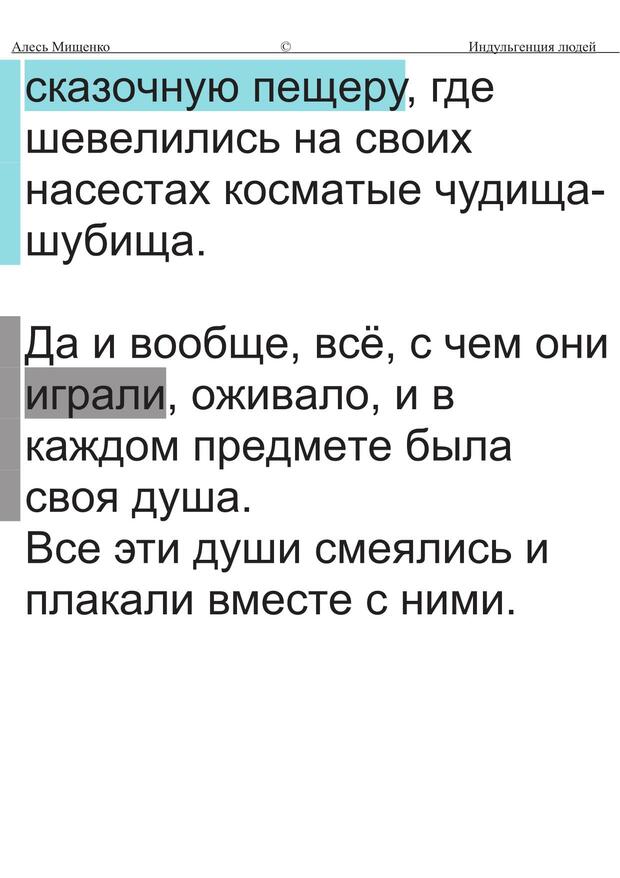 Алесь Мищенко © Индульгенция людей
сказочную пещеру, где
шевелились на своих
насестах косматые чудища-
шубища.
Да и вообще, всё, с чем они
играли, оживало, и в
каждом предмете была
своя душа.
Все эти души смеялись и
плакали вместе с ними.